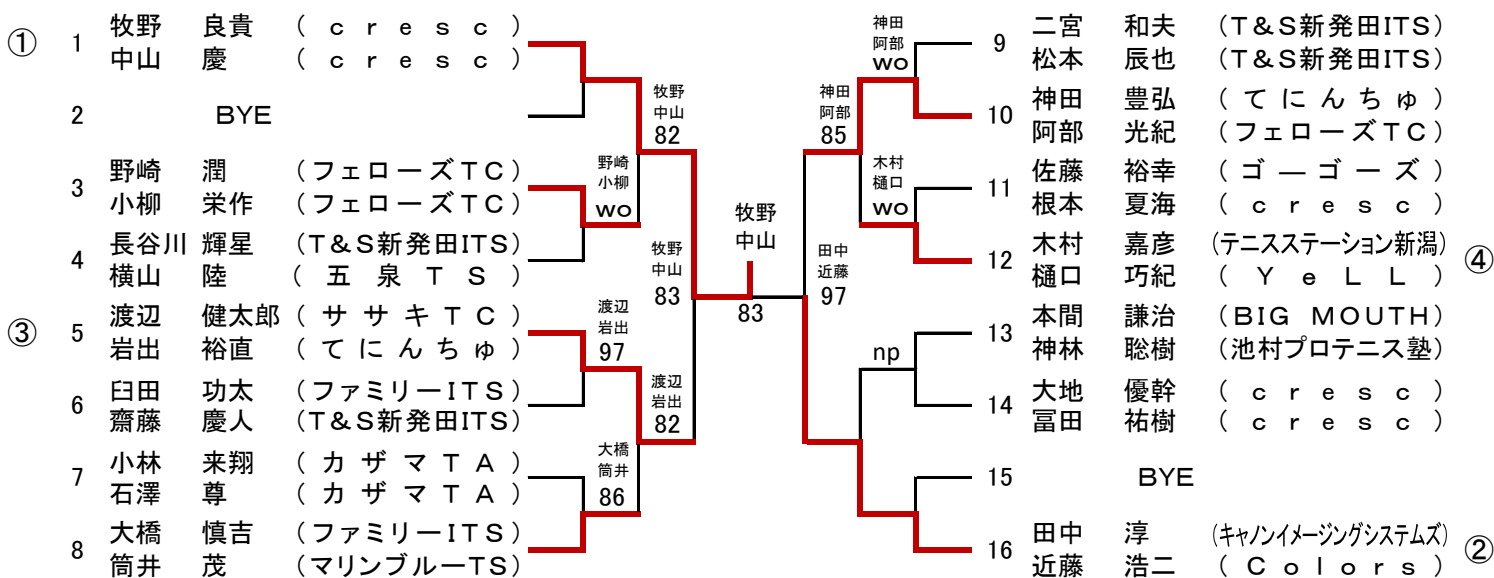 ① 1 牧野 良貴 (cresc)
中山 慶 (cresc)
2 BYE
3 野崎 潤 (フェローズTC)
小柳 栄作 (フェローズTC)
4 長谷川 輝星 (T&S新発田ITS)
横山 陸 (五泉TS)
③ 5 渡辺 健太郎 (ササキTC)
岩出 裕直 (てにんちゅ)
6 臼田 功太 (ファミリーITS)
齋藤 慶人 (T&S新発田ITS)
7 小林 来翔 (カザマTA)
石澤 尊 (カザマTA)
8 大橋 慎吉 (ファミリーITS)
筒井 茂 (マリンブルーTS)
牧野
中山
82
野崎
小柳
wo
牧野
中山
83
渡辺
岩出
97
渡辺
岩出
82
大橋
筒井
86
牧野
中山
83
神田
阿部
wo
神田
阿部
85
木村
樋口
wo
田中
近藤
97
np
9 二宮 和夫 (T&S新発田ITS)
松本 辰也 (T&S新発田ITS)
10 神田 豊弘 (てにんちゅ)
阿部 光紀 (フェローズTC)
11 佐藤 裕幸 (ゴ―ゴーズ)
根本 夏海 (cresc)
12 木村 嘉彦 (テニスステーション新潟) ④
樋口 巧紀 (YeLL)
13 本間 謙治 (BIG MOUTH)
神林 聡樹 (池村プロテニス塾)
14 大地 優幹 (cresc)
冨田 祐樹 (cresc)
15 BYE
16 田中 淳 (キャノンイメージングシステムズ) ②
近藤 浩二 (Colors)